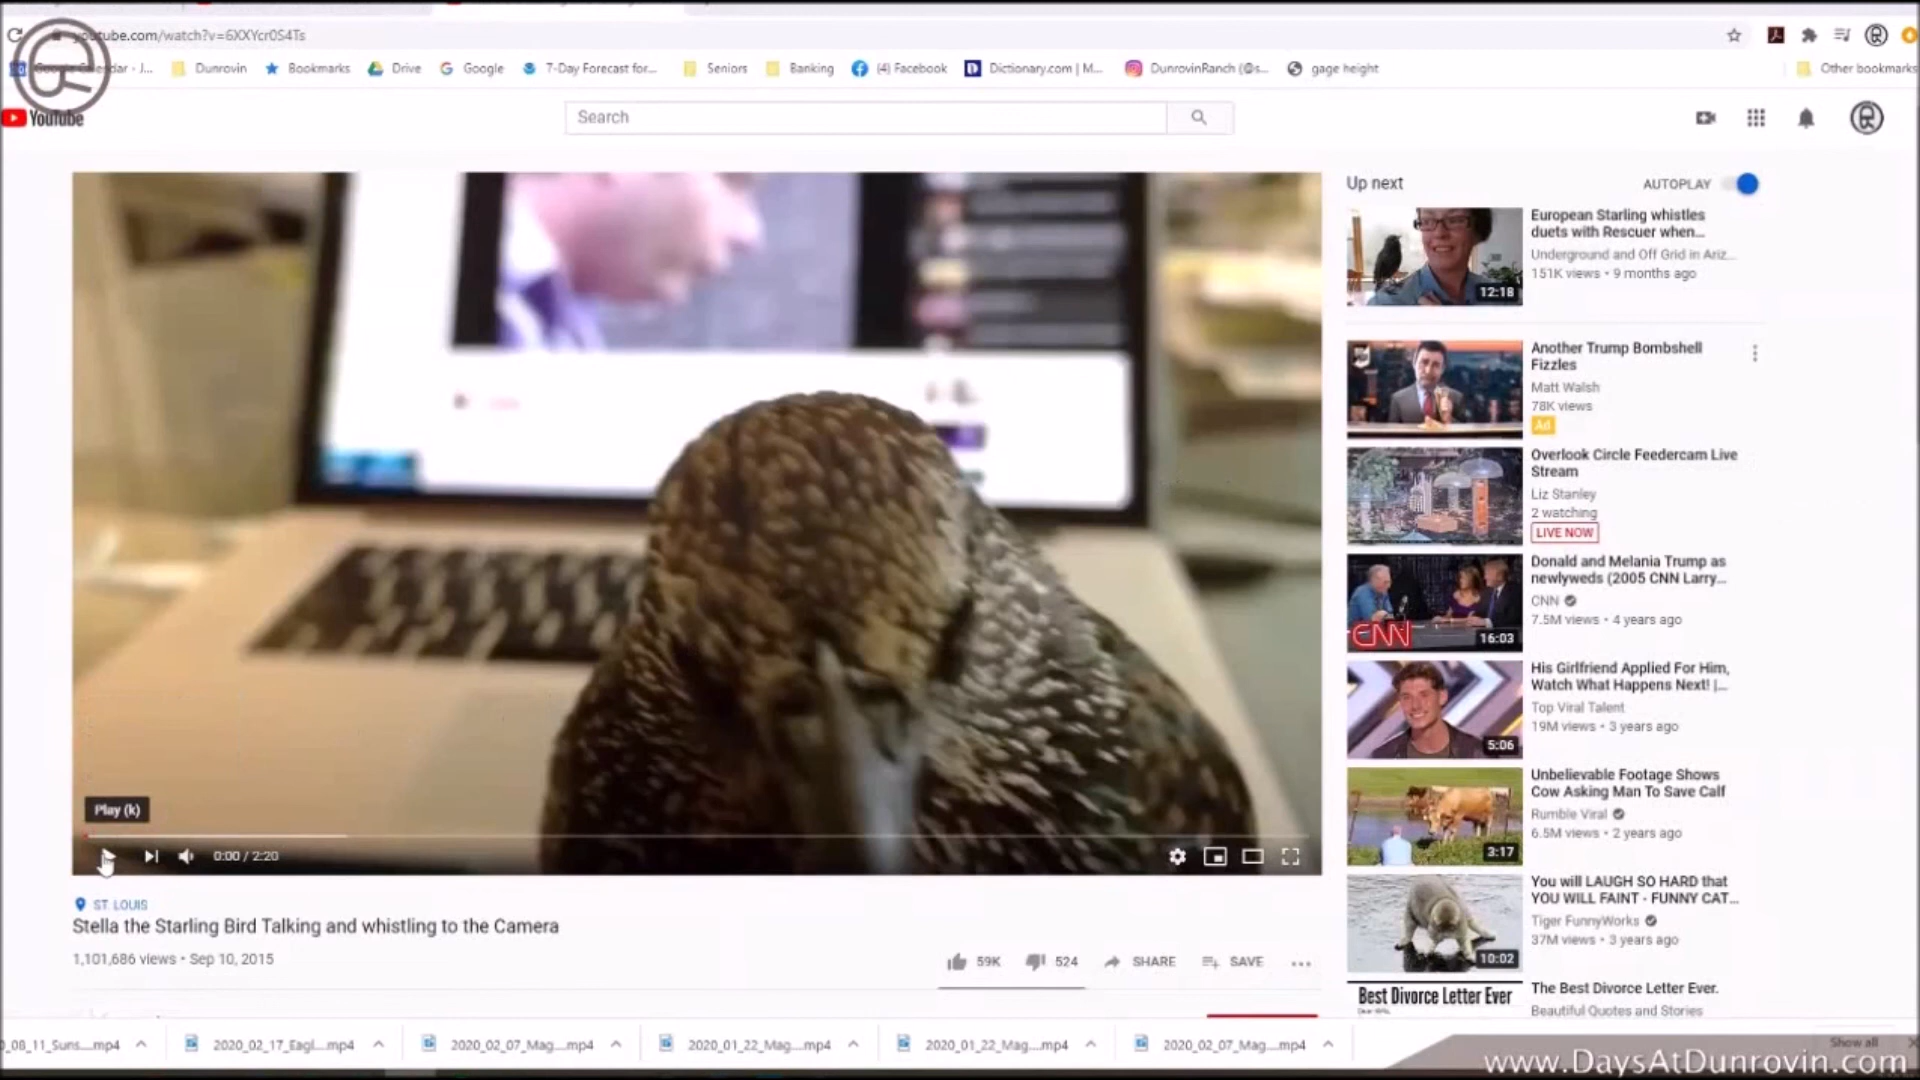 youtube.com/watch?v=6XXYcr0S4Ts
Google Calendar - J... Dunrovin Bookmarks Drive Google 7-Day Forecast for... Seniors Banking (4) Facebook Dictionary.com | M... DunrovinRanch (@s... gage height Other bookmarks
YouTube
Search
Up next AUTOPLAY
European Starling whistles
duets with Rescuer when...
Underground and Off Grid in Ariz...
151K views • 9 months ago
12:18
Another Trump Bombshell
Fizzles
Matt Walsh
78K views
Ad
Overlook Circle Feedercam Live
Stream
Liz Stanley
2 watching
LIVE NOW
Donald and Melania Trump as
newlyweds (2005 CNN Larry...
CNN
7.5M views • 4 years ago
CNN
16:03
His Girlfriend Applied For Him,
Watch What Happens Next! |...
Top Viral Talent
19M views • 3 years ago
5:06
Unbelievable Footage Shows
Cow Asking Man To Save Calf
Rumble Viral
6.5M views • 2 years ago
3:17
You will LAUGH SO HARD that
YOU WILL FAINT - FUNNY CAT...
Tiger FunnyWorks
37M views • 3 years ago
10:02
Best Divorce Letter Ever
The Best Divorce Letter Ever.
Beautiful Quotes and Stories
Play (k)
0:00 / 2:20
ST. LOUIS
Stella the Starling Bird Talking and whistling to the Camera
1,101,686 views • Sep 10, 2015
59K 524 SHARE SAVE
0_08_11_Suns....mp4 2020_02_17_Eagl....mp4 2020_02_07_Mag....mp4 2020_01_22_Mag....mp4 2020_01_22_Mag....mp4 2020_02_07_Mag....mp4 Show all
www.DaysAtDunrovin.com